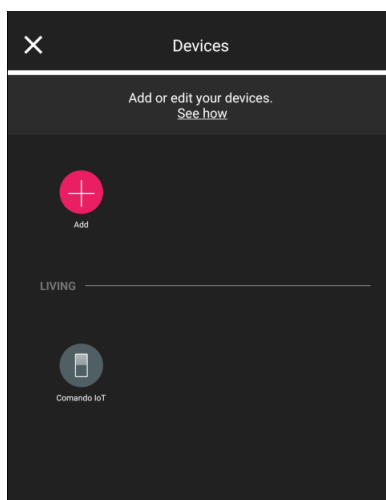 Devices
Add or edit your devices.
See how
Add
LIVING
Comando IoT